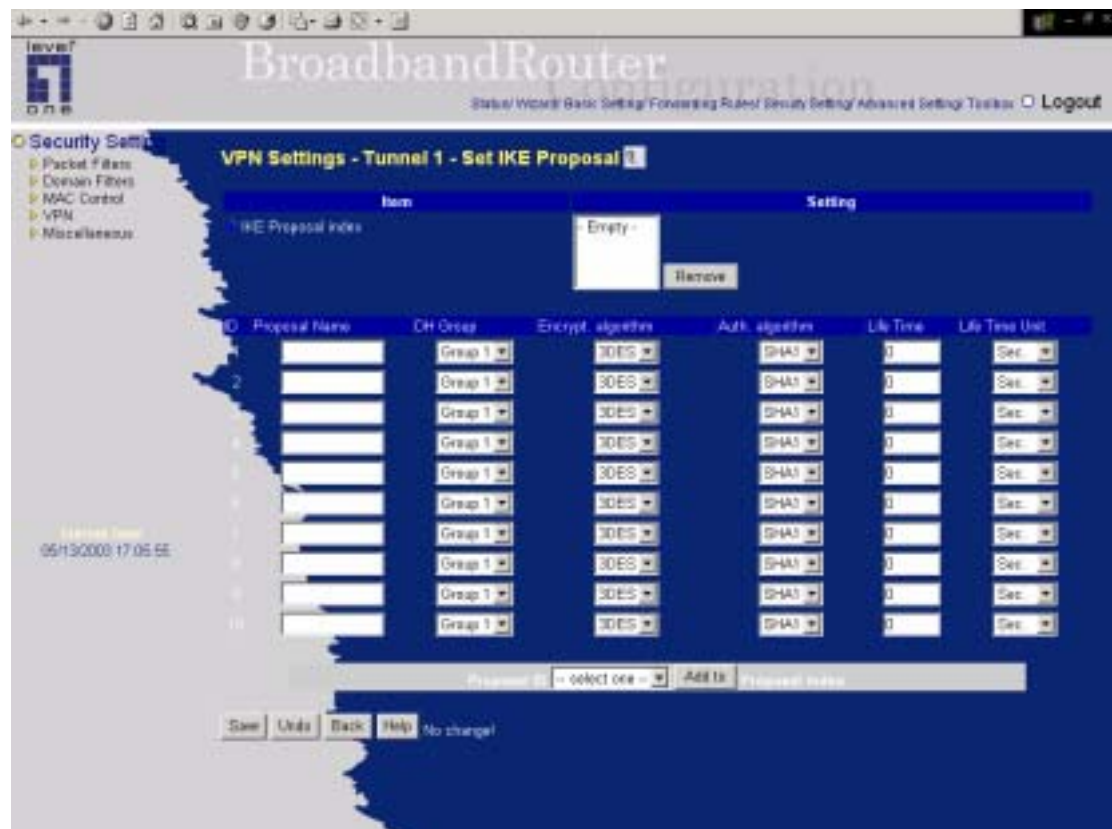 level
one
BroadbandRouter
Configuration
Status/ Wizard/ Basic Setting/ Forwarding Rules/ Security Setting/ Advanced Setting/ Toolbox Logout
Security Setting
Packet Filters
Domain Filters
MAC Control
VPN
Miscellaneous
VPN Settings - Tunnel 1 - Set IKE Proposal
Item Setting
IKE Proposal index - Empty -
Remove
ID Proposal Name DH Group Encrypt. algorithm Auth. algorithm Life Time Life Time Unit
Group 1 3DES SHA1 0 Sec.
2 Group 1 3DES SHA1 0 Sec.
Group 1 3DES SHA1 0 Sec.
Group 1 3DES SHA1 0 Sec.
Group 1 3DES SHA1 0 Sec.
Group 1 3DES SHA1 0 Sec.
Group 1 3DES SHA1 0 Sec.
Group 1 3DES SHA1 0 Sec.
Group 1 3DES SHA1 0 Sec.
10 Group 1 3DES SHA1 0 Sec.
05/13/2003 17:05:55
Proposal ID -- select one -- Add to Proposal index
Save Undo Back Help No change!